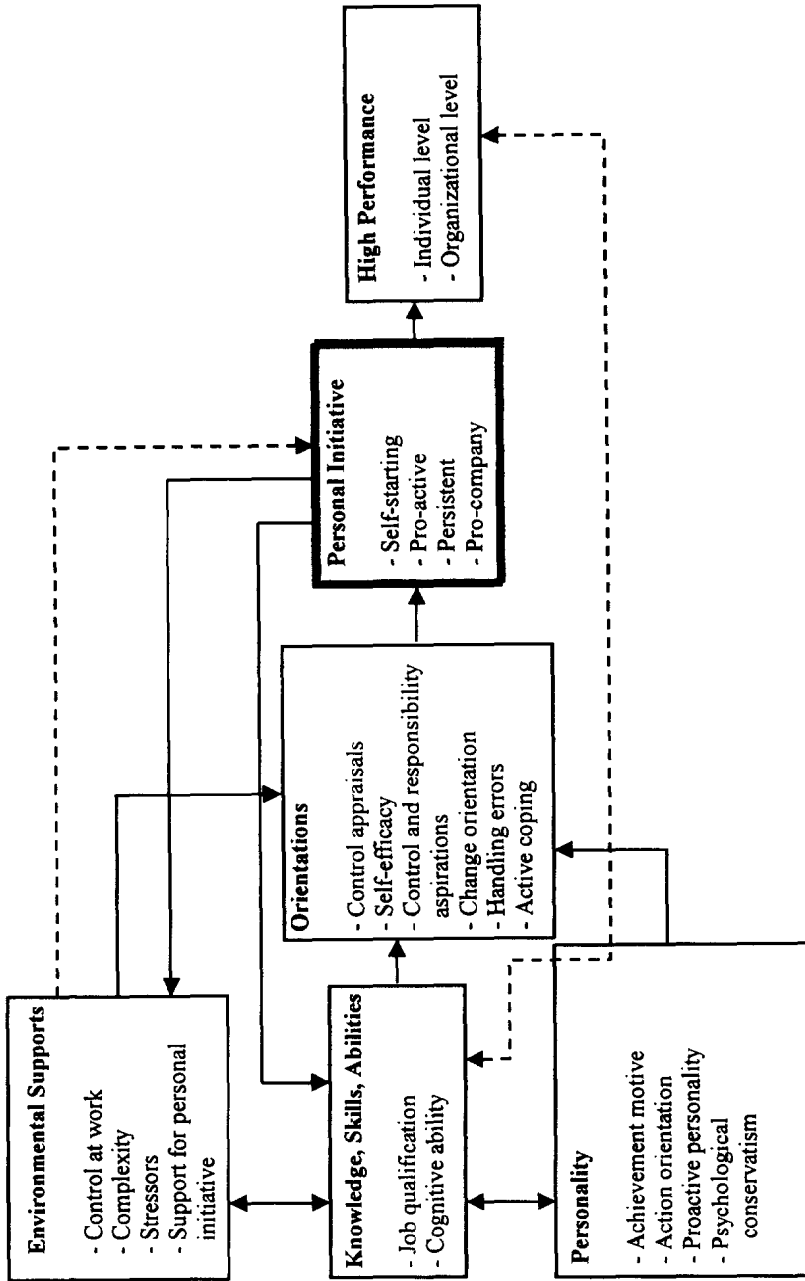 Environmental Supports
- Control at work
- Complexity
- Stressors
- Support for personal
initiative
Knowledge, Skills, Abilities
- Job qualification
- Cognitive ability
Personality
- Achievement motive
- Action orientation
- Proactive personality
- Psychological
conservatism
Orientations
- Control appraisals
- Self-efficacy
- Control and responsibility
aspirations
- Change orientation
- Handling errors
- Active coping
Personal Initiative
- Self-starting
- Pro-active
- Persistent
- Pro-company
High Performance
- Individual level
- Organizational level